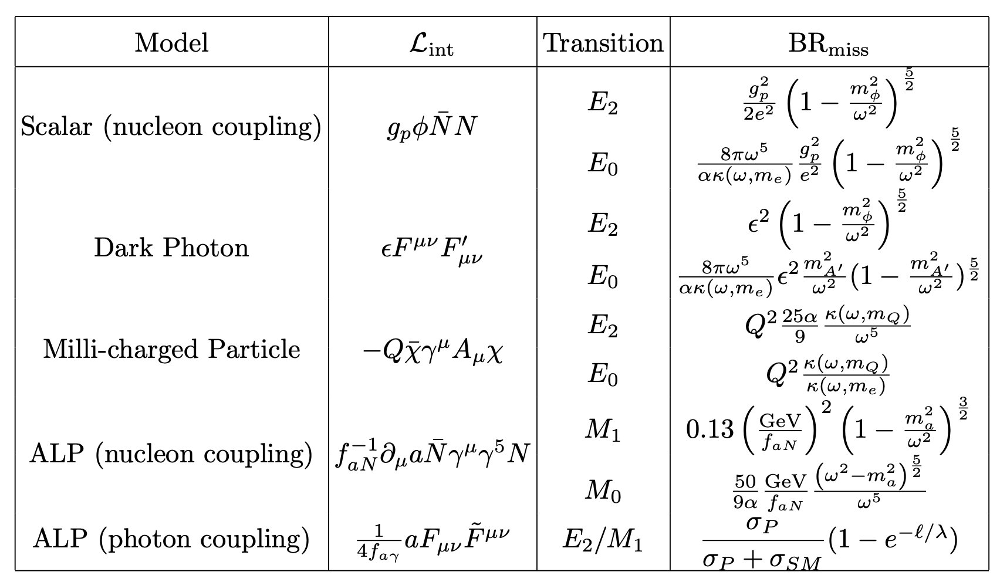 Model $\mathcal{L}_{\text{int}}$ Transition $\text{BR}_{\text{miss}}$
Scalar (nucleon coupling) $g_p \phi \bar{N} N$ $E_2$ $\frac{g_p^2}{2e^2} \left(1 - \frac{m_\phi^2}{\omega^2}\right)^{\frac{5}{2}}$
$E_0$ $\frac{8\pi\omega^5}{\alpha\kappa(\omega,m_e)} \frac{g_p^2}{e^2} \left(1 - \frac{m_\phi^2}{\omega^2}\right)^{\frac{5}{2}}$
Dark Photon $\epsilon F^{\mu\nu} F'_{\mu\nu}$ $E_2$ $\epsilon^2 \left(1 - \frac{m_\phi^2}{\omega^2}\right)^{\frac{5}{2}}$
$E_0$ $\frac{8\pi\omega^5}{\alpha\kappa(\omega,m_e)} \epsilon^2 \frac{m_{A'}^2}{\omega^2} (1 - \frac{m_{A'}^2}{\omega^2})^{\frac{5}{2}}$
Milli-charged Particle $-Q \bar{\chi} \gamma^\mu A_\mu \chi$ $E_2$ $Q^2 \frac{25\alpha}{9} \frac{\kappa(\omega,m_Q)}{\omega^5}$
$E_0$ $Q^2 \frac{\kappa(\omega,m_Q)}{\kappa(\omega,m_e)}$
ALP (nucleon coupling) $f_{aN}^{-1} \partial_\mu a \bar{N} \gamma^\mu \gamma^5 N$ $M_1$ $0.13 \left(\frac{\text{GeV}}{f_{aN}}\right)^2 \left(1 - \frac{m_a^2}{\omega^2}\right)^{\frac{3}{2}}$
$M_0$ $\frac{50}{9\alpha} \frac{\text{GeV}}{f_{aN}} \frac{\left(\omega^2 - m_a^2\right)^{\frac{5}{2}}}{\omega^5}$
ALP (photon coupling) $\frac{1}{4f_{a\gamma}} a F_{\mu\nu} \tilde{F}^{\mu\nu}$ $E_2/M_1$ $\frac{\sigma_P}{\sigma_P + \sigma_{SM}} (1 - e^{-\ell/\lambda})$